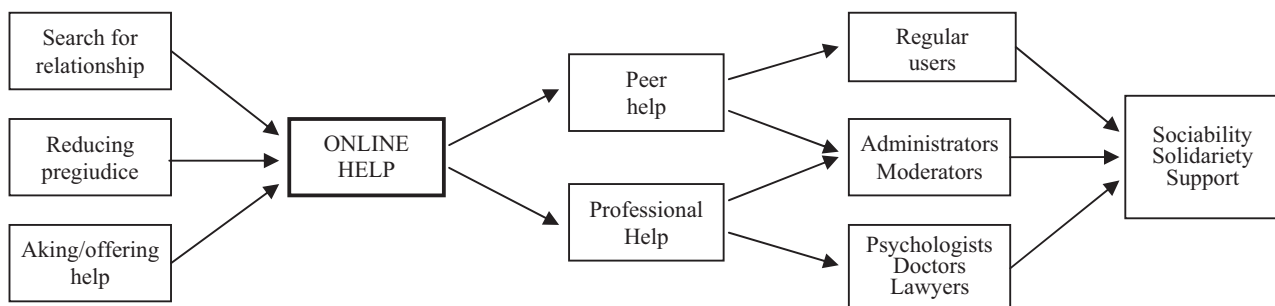 Search for
relationship
Reducing
pregiudice
Aking/offering
help
ONLINE
HELP
Peer
help
Professional
Help
Regular
users
Administrators
Moderators
Psychologists
Doctors
Lawyers
Sociability
Solidariety
Support